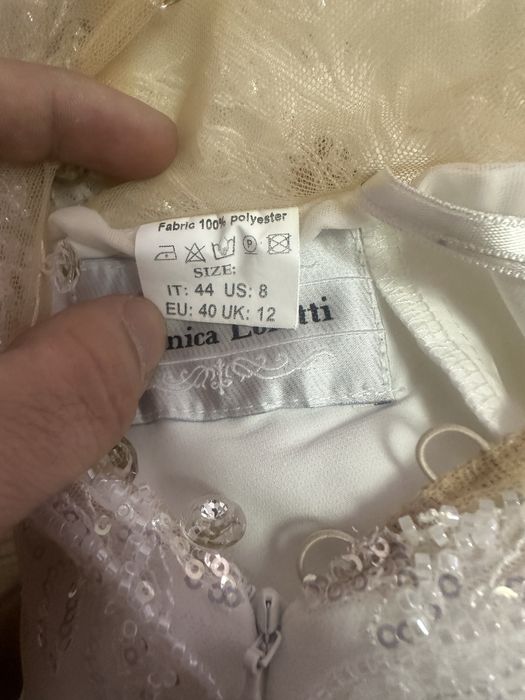 Fabric 100% polyester
P
SIZE:
IT: 44 US: 8
EU: 40 UK: 12